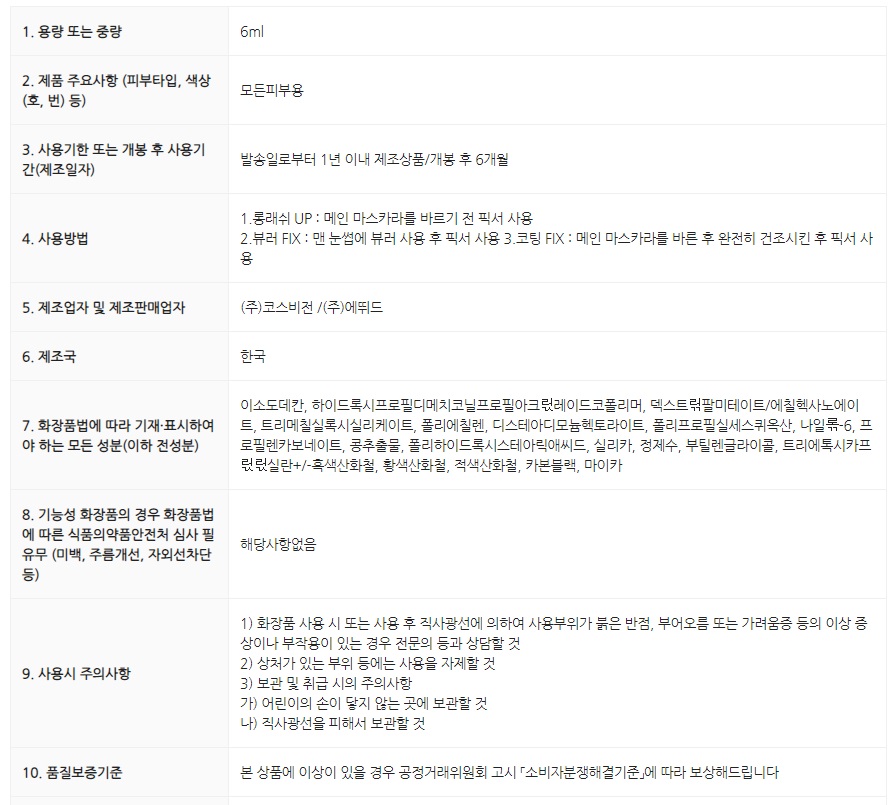 1. 용량 또는 중량
6ml
2. 제품 주요사항 (피부타입, 색상
(호, 번) 등)
모든피부용
3. 사용기한 또는 개봉 후 사용기
간(제조일자)
발송일로부터 1년 이내 제조상품/개봉 후 6개월
4. 사용방법
1.롱래쉬 UP : 메인 마스카라를 바르기 전 픽서 사용
2.뷰러 FIX : 맨 눈썹에 뷰러 사용 후 픽서 사용 3.코팅 FIX : 메인 마스카라를 바른 후 완전히 건조시킨 후 픽서 사
용
5. 제조업자 및 제조판매업자
(주)코스비전 /(주)에뛰드
6. 제조국
한국
7. 화장품법에 따라 기재·표시하여
야 하는 모든 성분(이하 전성분)
이소도데칸, 하이드록시프로필디메치코닐프로필아크릾레이드코폴리머, 덱스트릮팔미테이트/에칠헥사노에이
트, 트리메칠실록시실리케이트, 폴리에칠렌, 디스테아디모늄헥토라이트, 폴리프로필실세스퀴옥산, 나일롞-6, 프
로필렌카보네이트, 콩추출물, 폴리하이드록시스테아릭애씨드, 실리카, 정제수, 부틸렌글라이콜, 트리에톡시카프
실란+/-흑색산화철, 황색산화철, 적색산화철, 카본블랙, 마이카
8. 기능성 화장품의 경우 화장품법
에 따른 식품의약품안전처 심사 필
유무 (미백, 주름개선, 자외선차단
등)
해당사항없음
9. 사용시 주의사항
1) 화장품 사용 시 또는 사용 후 직사광선에 의하여 사용부위가 붉은 반점, 부어오름 또는 가려움증 등의 이상 증
상이나 부작용이 있는 경우 전문의 등과 상담할 것
2) 상처가 있는 부위 등에는 사용을 자제할 것
3) 보관 및 취급 시의 주의사항
가) 어린이의 손이 닿지 않는 곳에 보관할 것
나) 직사광선을 피해서 보관할 것
10. 품질보증기준
본 상품에 이상이 있을 경우 공정거래위원회 고시 「소비자분쟁해결기준」에 따라 보상해드립니다